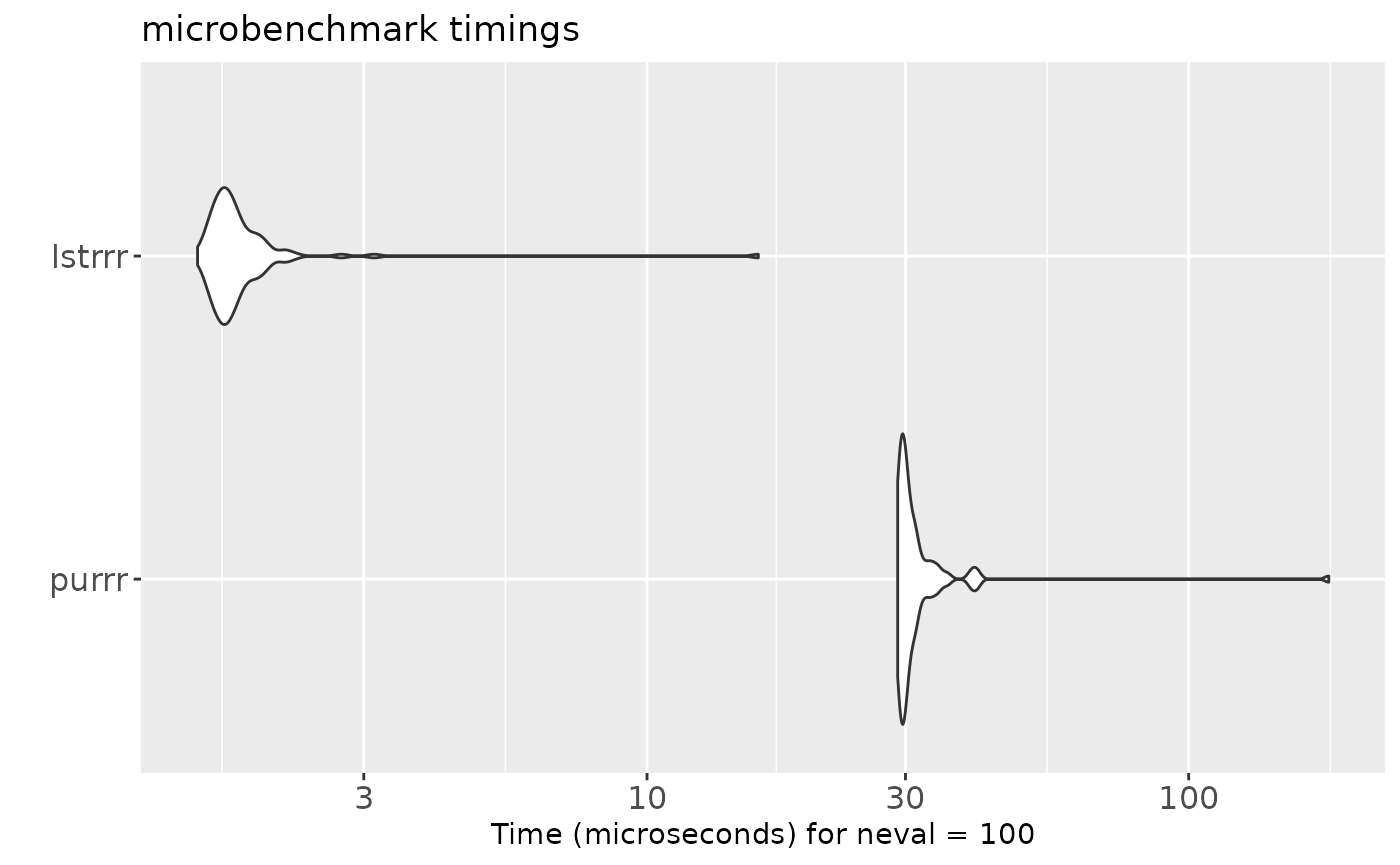 microbenchmark timings
lstrrr
purrr
3 10 30 100
Time (microseconds) for neval = 100